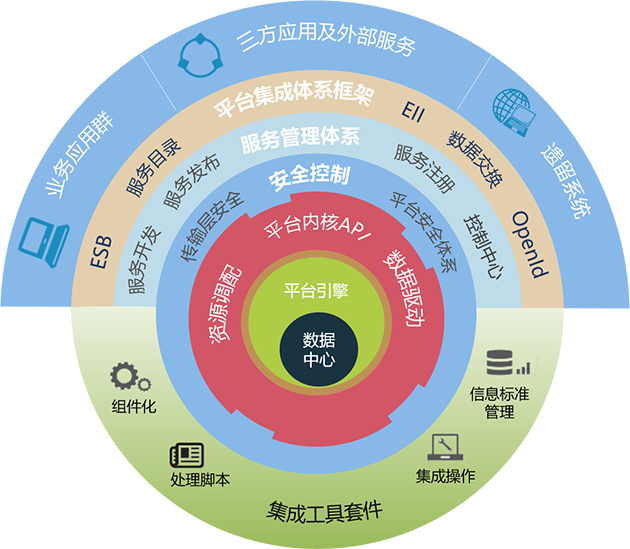 三方应用及外部服务
业务应用群
遗留系统
平台集成体系框架
ESB
服务目录
EII
数据交换
OpenId
服务管理体系
服务开发
服务发布
服务注册
控制中心
安全控制
传输层安全
平台安全体系
平台内核API
资源调配
数据驱动
平台引擎
数据
中心
组件化
处理脚本
信息标准
管理
集成操作
集成工具套件